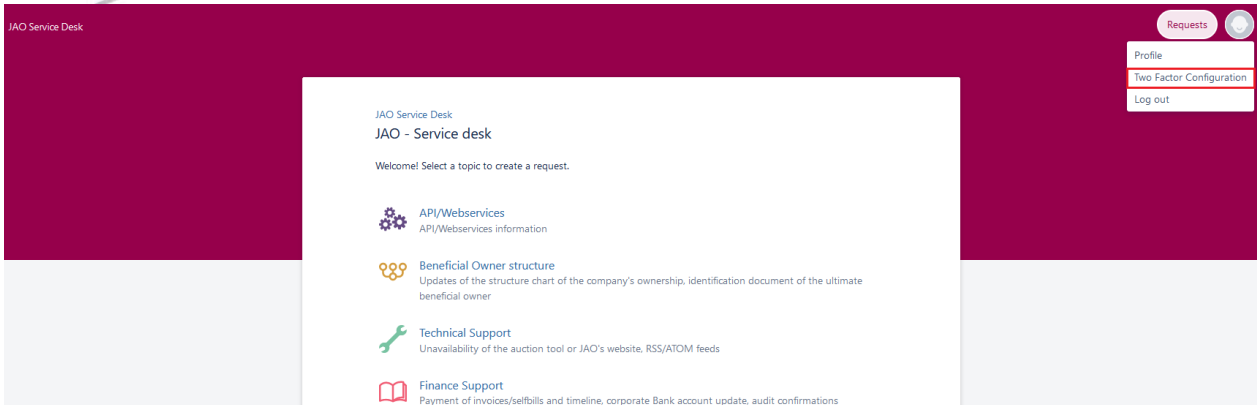 JAO Service Desk
Requests
Profile
Two Factor Configuration
Log out
JAO Service Desk
JAO - Service desk
Welcome! Select a topic to create a request.
API/Webservices
API/Webservices information
Beneficial Owner structure
Updates of the structure chart of the company's ownership, identification document of the ultimate
beneficial owner
Technical Support
Unavailability of the auction tool or JAO's website, RSS/ATOM feeds
Finance Support
Payment of invoices/selfbills and timeline, corporate Bank account update, audit confirmations